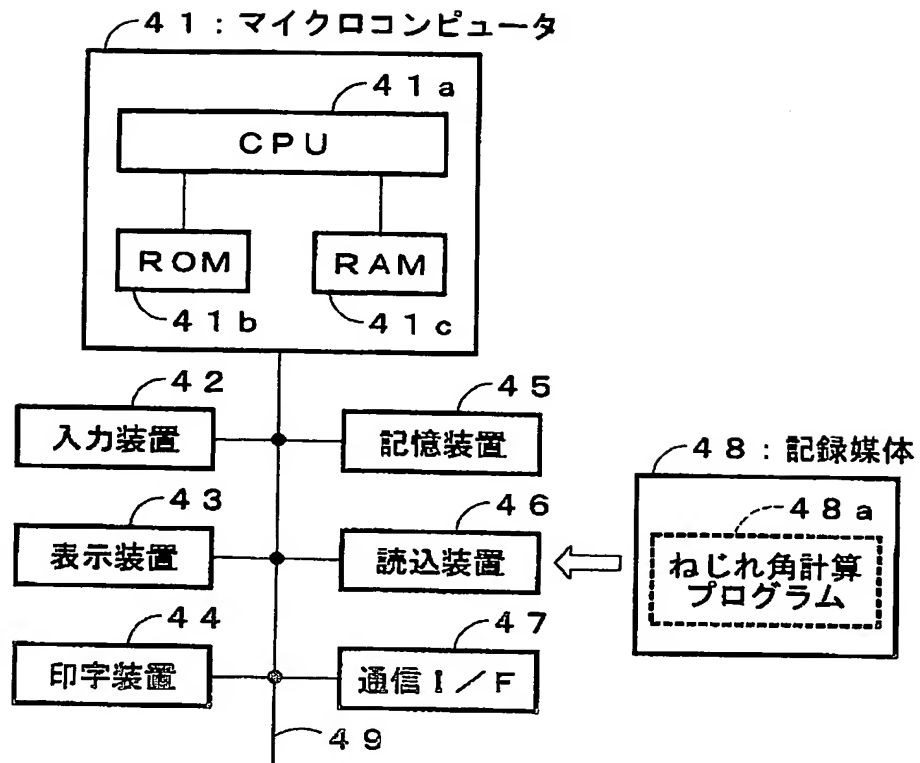 41:マイクロコンピュータ
41a
CPU
ROM
RAM
41b
41c
42
45
入力装置
記憶装置
48:記録媒体
43
46
48a
表示装置
読込装置
ねじれ角計算
プログラム
44
47
印字装置
通信I/F
49